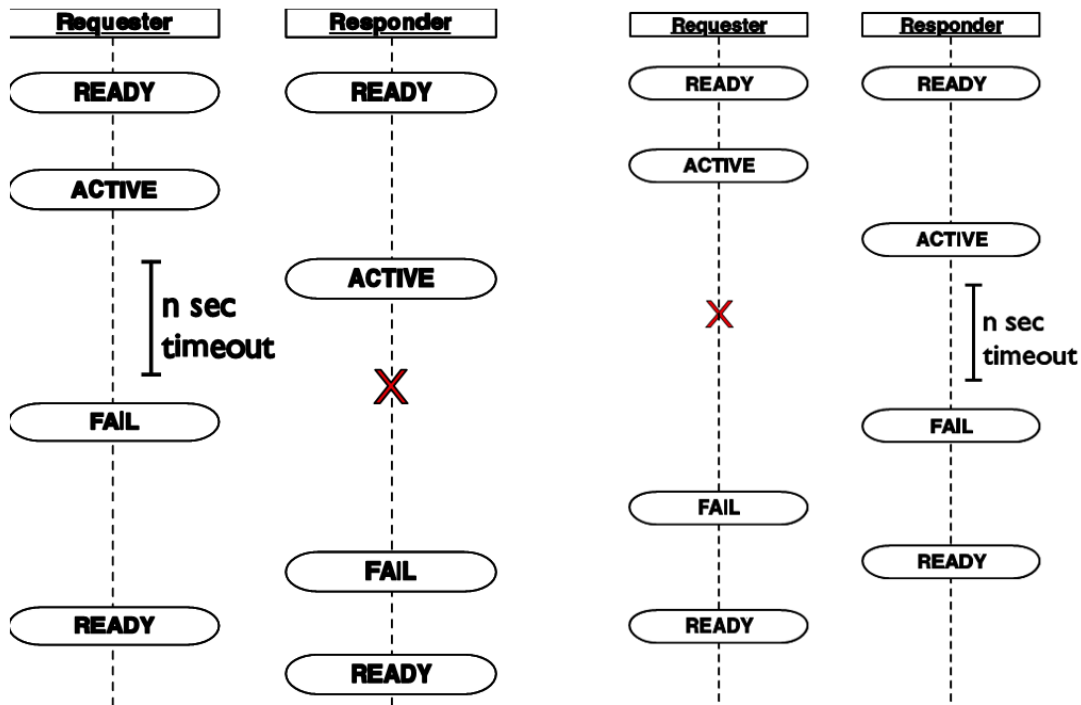 Requester
Responder
READY
READY
ACTIVE
ACTIVE
n sec
timeout
X
FAIL
FAIL
READY
READY
Requester
Responder
READY
READY
ACTIVE
ACTIVE
n sec
timeout
X
FAIL
FAIL
READY
READY